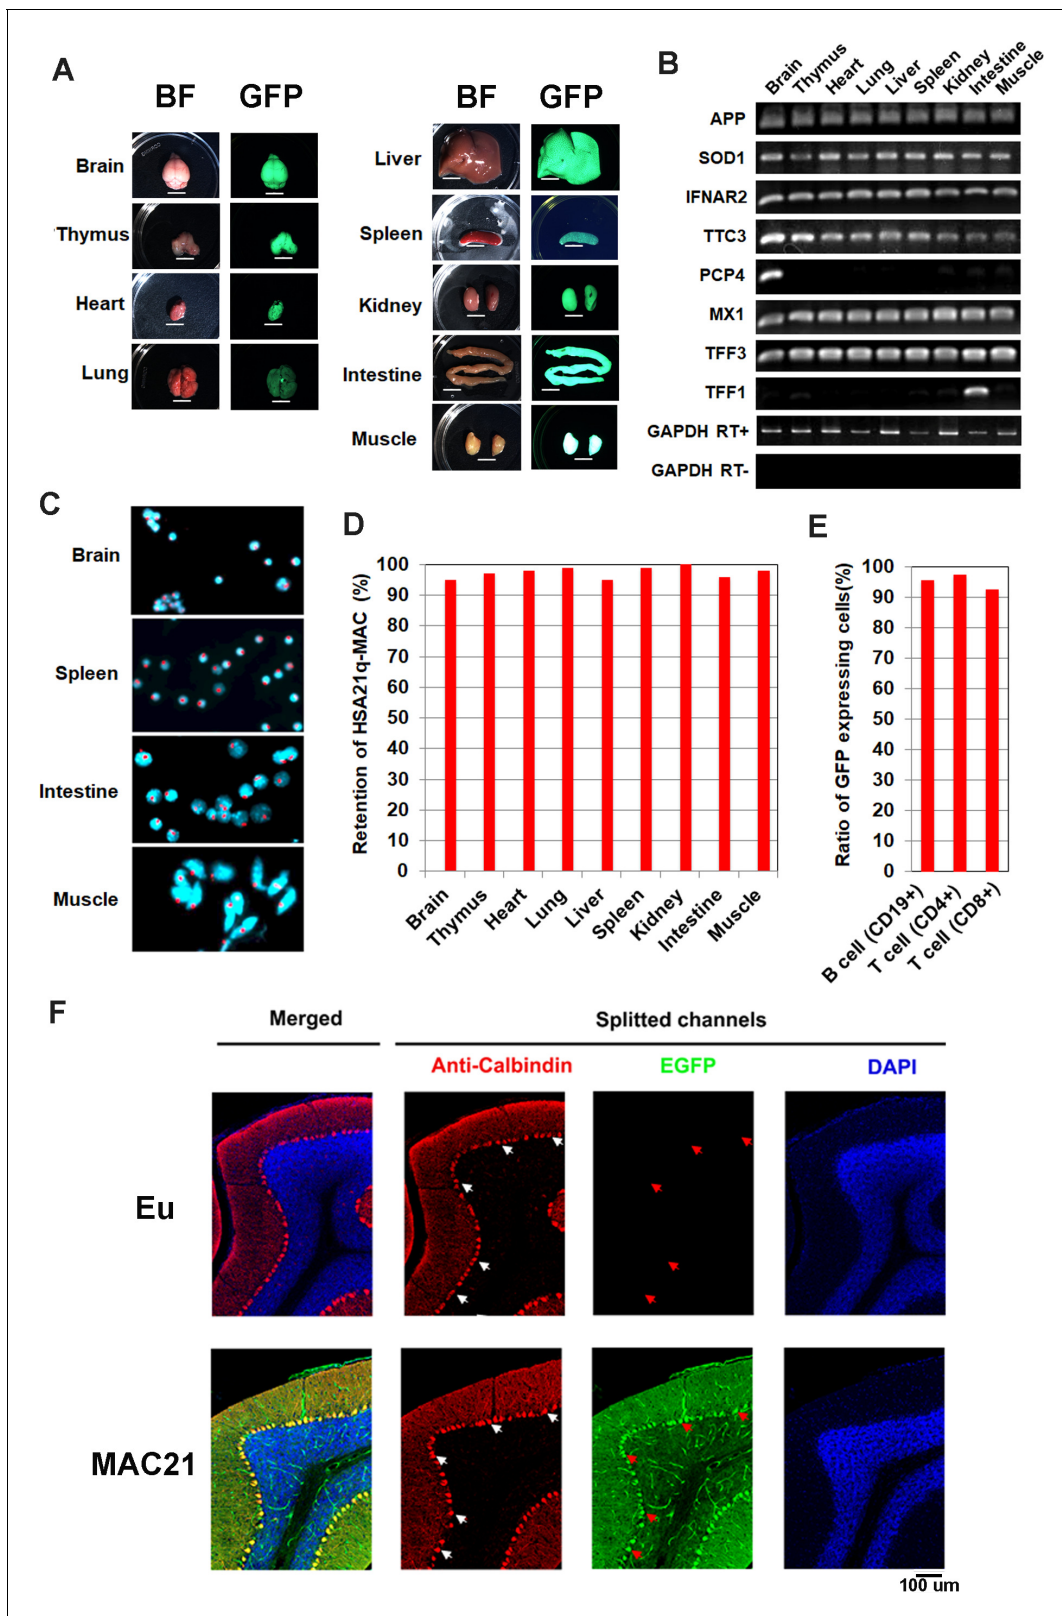 A
BF GFP
Brain
Thymus
Heart
Lung
BF GFP
Liver
Spleen
Kidney
Intestine
Muscle
B
Brain Thymus Heart Lung Liver Spleen Kidney Intestine Muscle
APP
SOD1
IFNAR2
TTC3
PCP4
MX1
TFF3
TFF1
GAPDH RT+
GAPDH RT-
C
Brain
Spleen
Intestine
Muscle
D
Retention of HSA21q-MAC (%)
100
90
80
70
60
50
40
30
20
10
0
Brain Thymus Heart Lung Liver Spleen Kidney Intestine Muscle
E
Ratio of GFP expressing cells(%)
100
90
80
70
60
50
40
30
20
10
0
B cell (CD19+)
T cell (CD4+)
T cell (CD8+)
F
Merged Splitted channels
Anti-Calbindin EGFP DAPI
Eu
MAC21
100 um